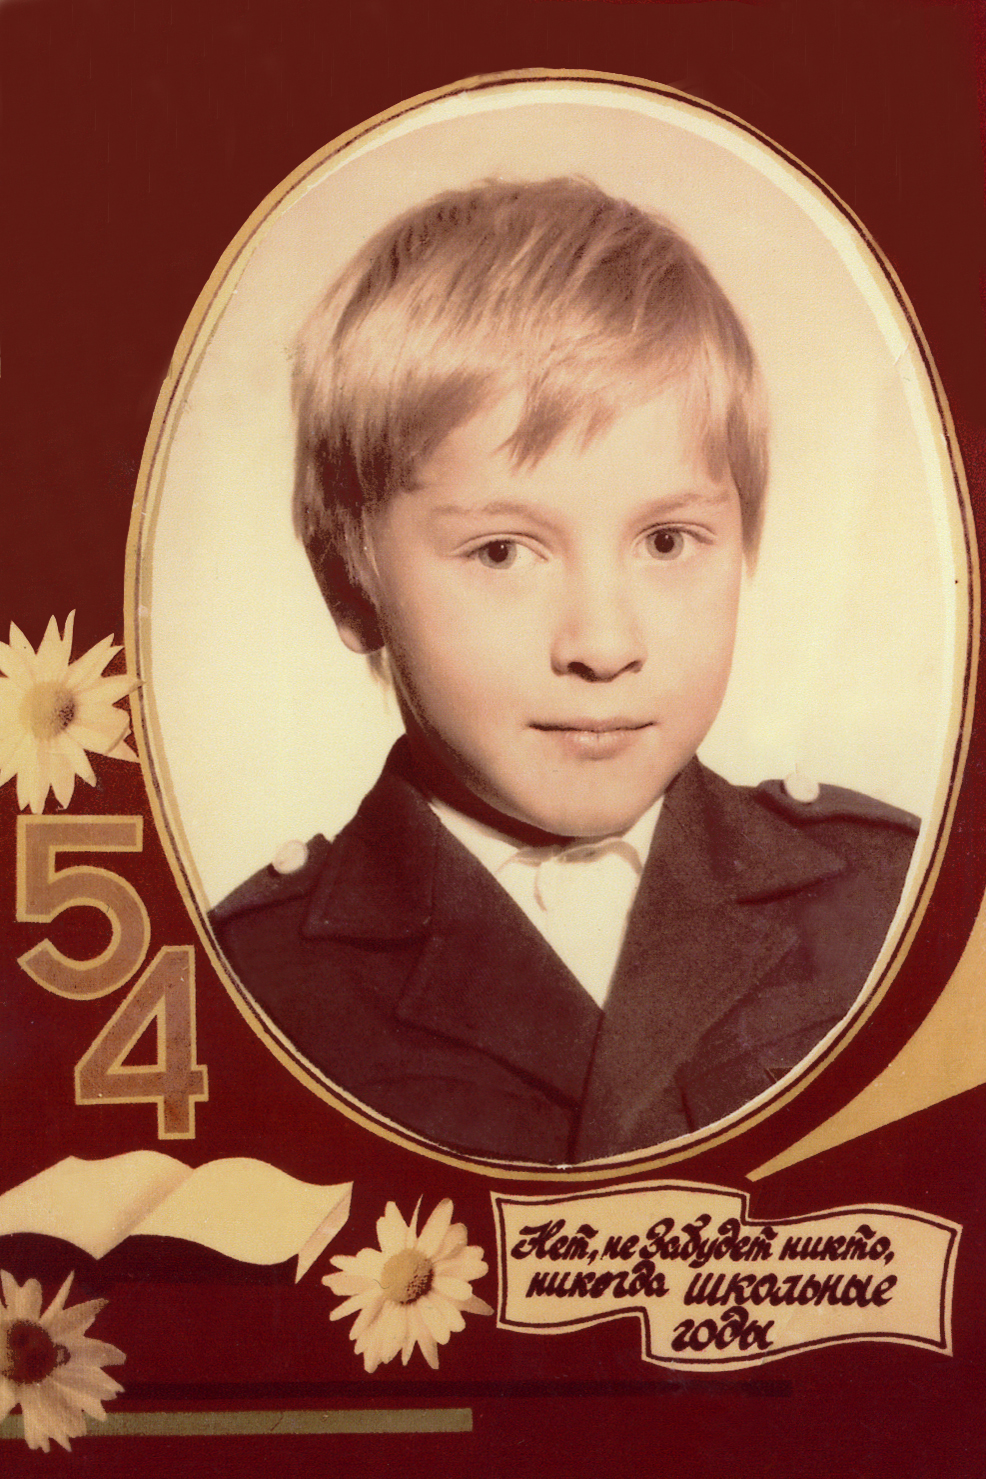 54
Нет, не Забудет никто,
никогда школьные
годы